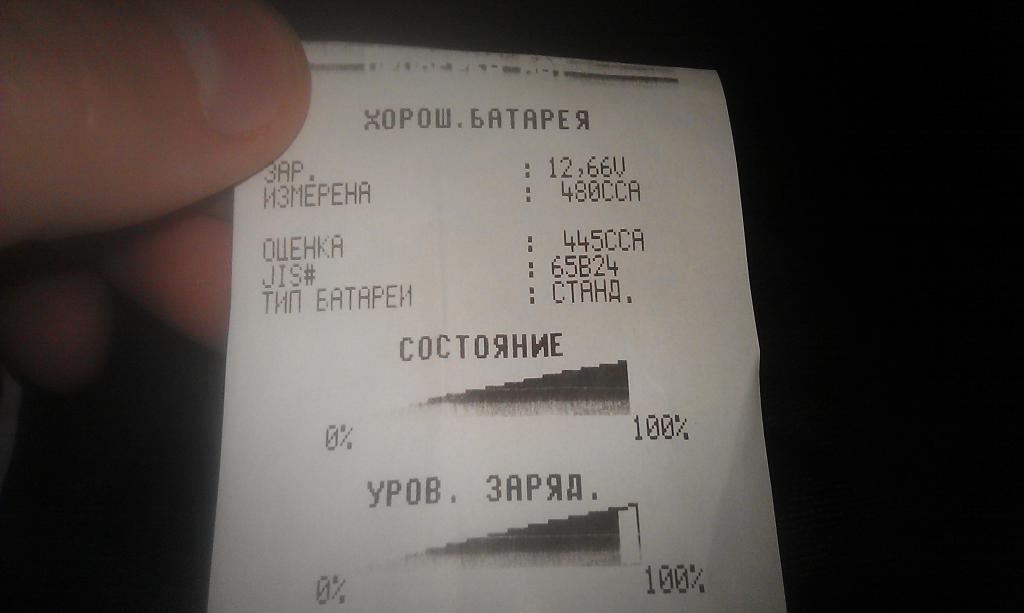 ХОРОШ.БАТАРЕЯ
ЗАР. : 12,66V
ИЗМЕРЕНА : 480CCA
ОЦЕНКА : 445CCA
JIS# : 65B24
ТИП БАТАРЕИ : СТАНД.
СОСТОЯНИЕ
0% 100%
УРОВ. ЗАРЯД.
0% 100%